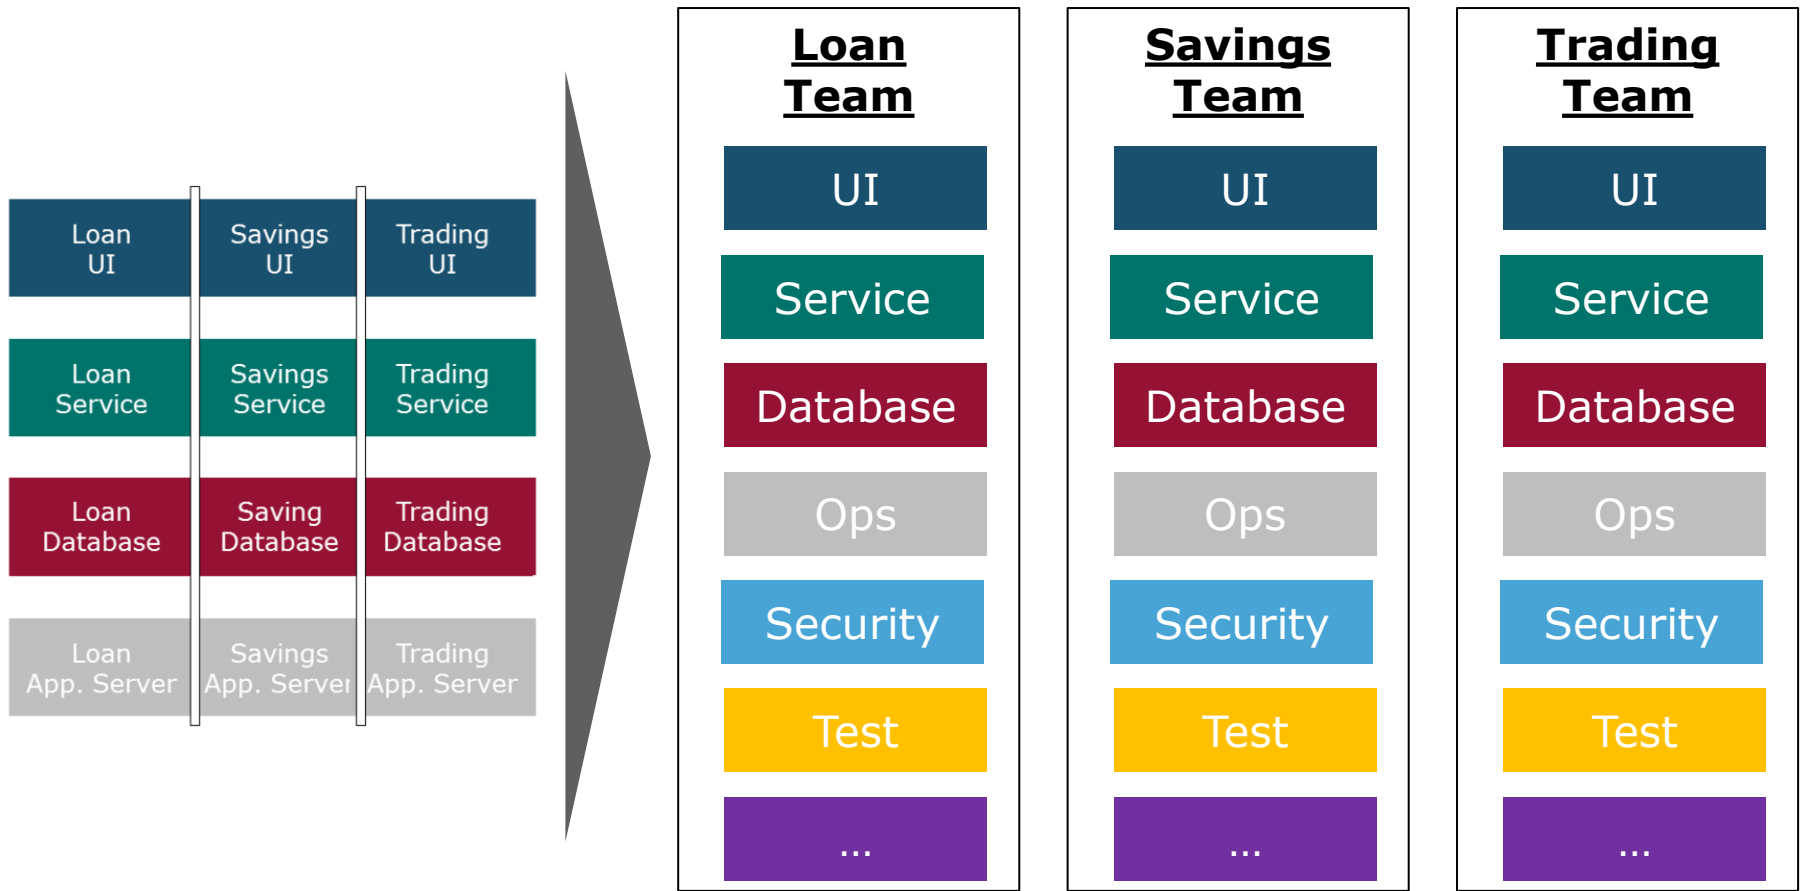 Loan
UI
Savings
UI
Trading
UI
Loan
Service
Savings
Service
Trading
Service
Loan
Database
Saving
Database
Trading
Database
Loan
App. Server
Savings
App. Server
Trading
App. Server
Loan
Team
UI
Service
Database
Ops
Security
Test
...
Savings
Team
UI
Service
Database
Ops
Security
Test
...
Trading
Team
UI
Service
Database
Ops
Security
Test
...